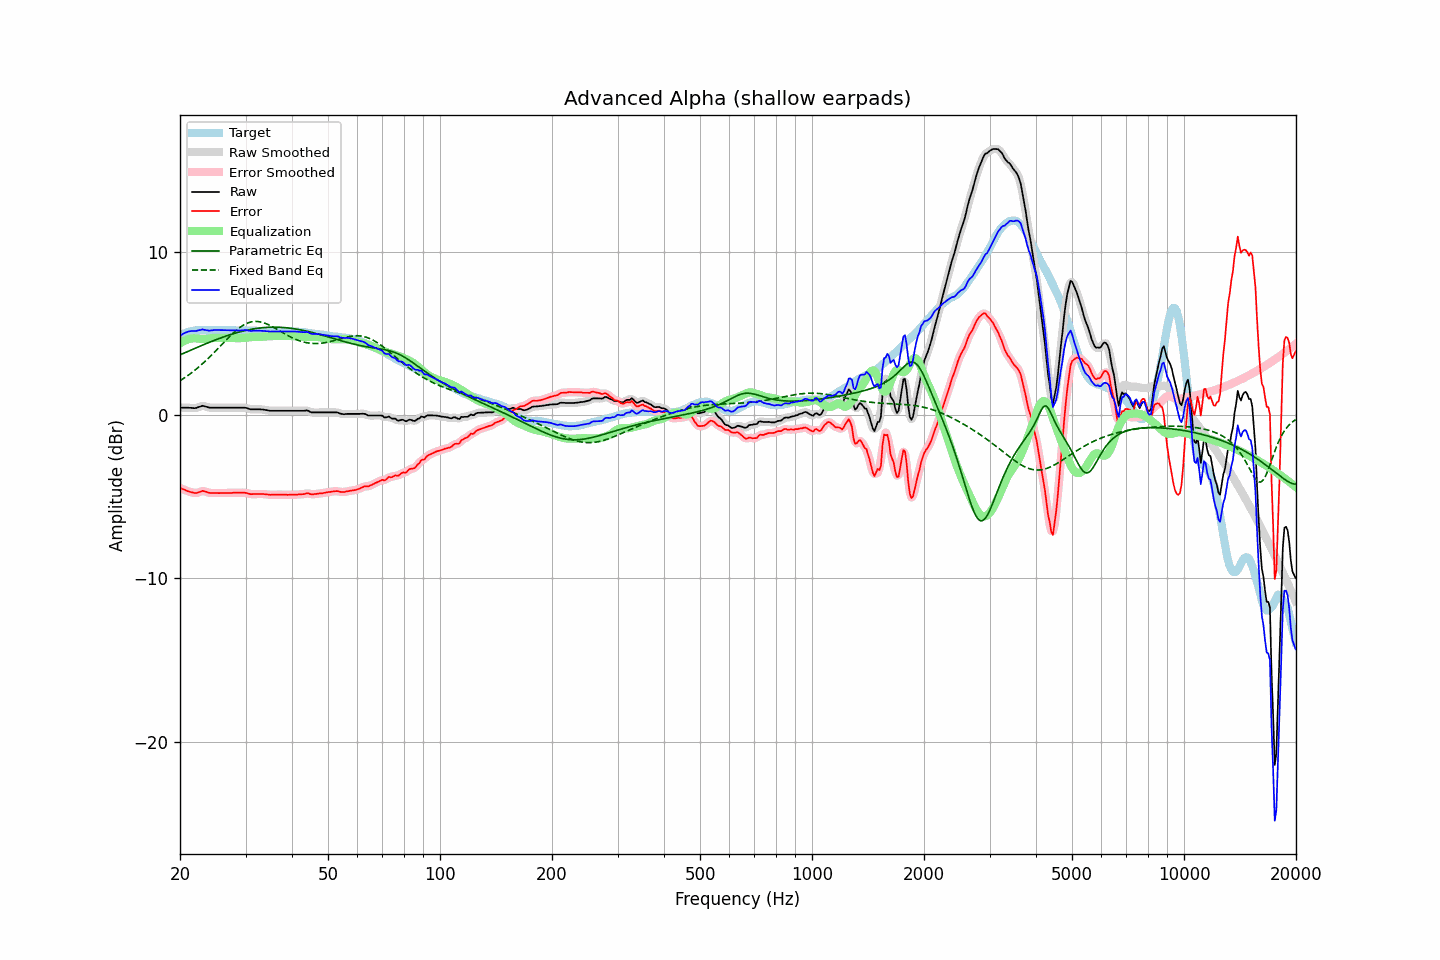 Advanced Alpha (shallow earpads)
Target
Raw Smoothed
Error Smoothed
Raw
Error
Equalization
Parametric Eq
Fixed Band Eq
Equalized
10
0
−10
−20
Amplitude (dBr)
20
50
100
200
500
1000
2000
5000
10000
20000
Frequency (Hz)